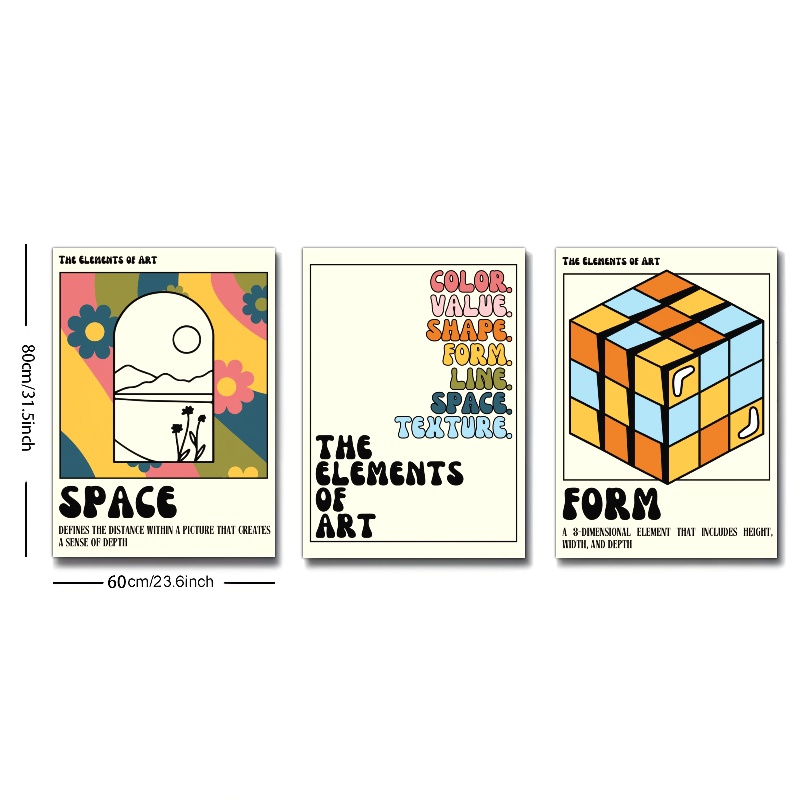 THE ELEMENTS OF ART
SPACE
DEFINES THE DISTANCE WITHIN A PICTURE THAT CREATES
A SENSE OF DEPTH
COLOR.
VALUE.
SHAPE.
FORM.
LINE.
SPACE.
TEXTURE.
THE
ELEMENTS
OF
ART
THE ELEMENTS OF ART
FORM
A 3-DIMENSIONAL ELEMENT THAT INCLUDES HEIGHT,
WIDTH, AND DEPTH
80cm/31.5inch
60cm/23.6inch